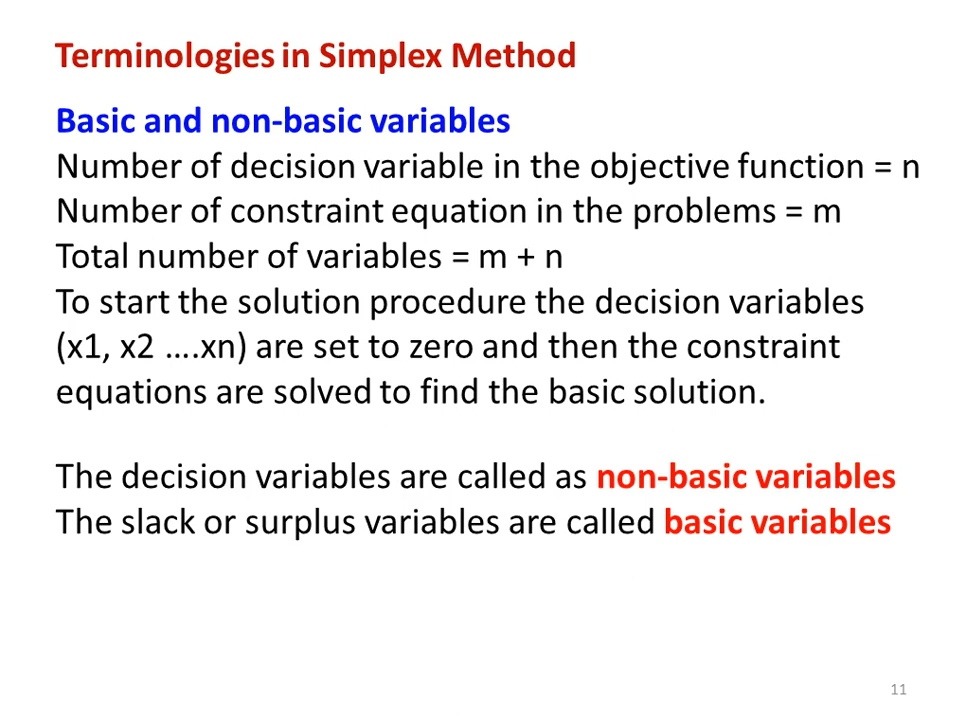 Terminologies in Simplex Method
Basic and non-basic variables
Number of decision variable in the objective function = n
Number of constraint equation in the problems = m
Total number of variables = m + n
To start the solution procedure the decision variables
(x1, x2 ….xn) are set to zero and then the constraint
equations are solved to find the basic solution.
The decision variables are called as non-basic variables
The slack or surplus variables are called basic variables
11